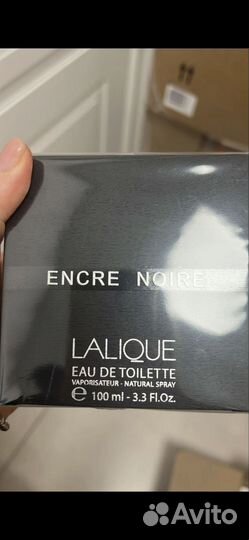 ENCRE NOIRE
LALIQUE
EAU DE TOILETTE
VAPORISATEUR - NATURAL SPRAY
℮ 100 ml - 3.3 Fl.Oz.
Avito